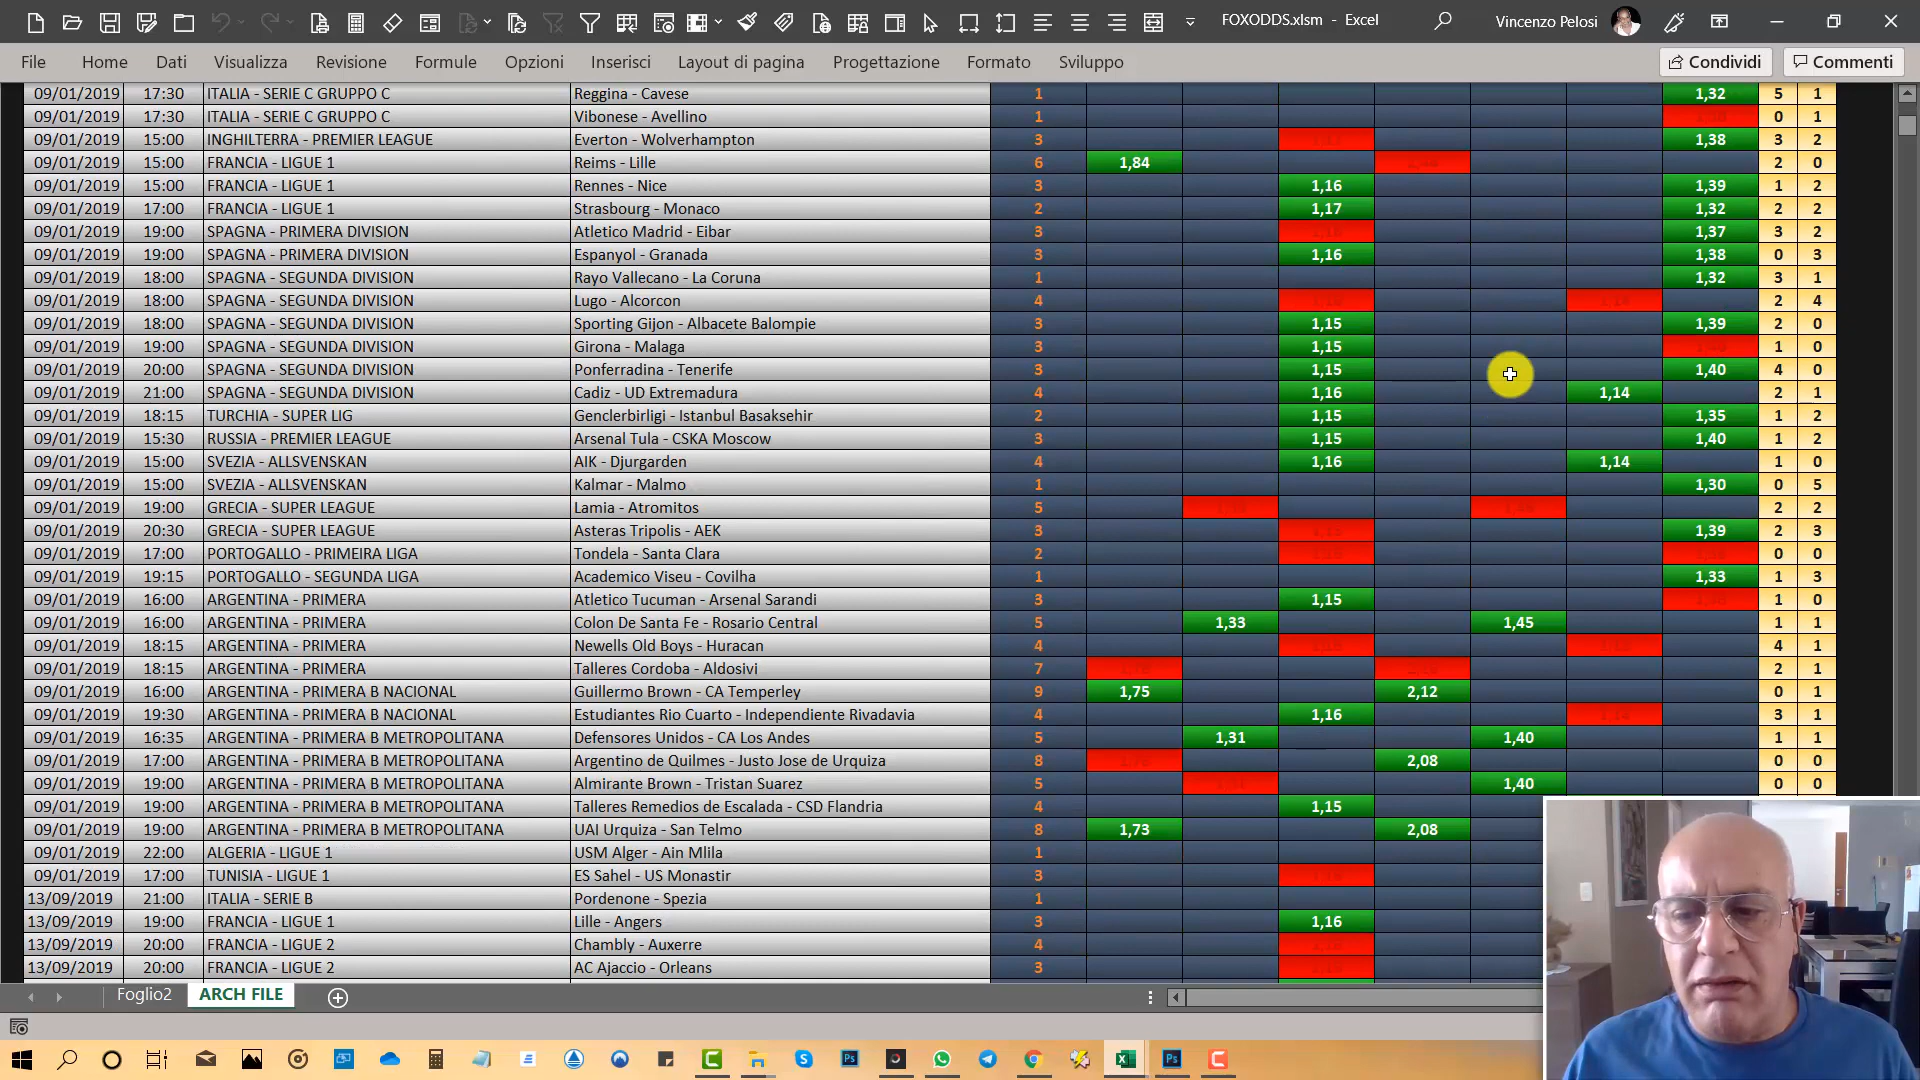 FOXODDS.xlsm - Excel Vincenzo Pelosi
File Home Dati Visualizza Revisione Formule Opzioni Inserisci Layout di pagina Progettazione Formato Sviluppo Condividi Commenti
09/01/2019 17:30 ITALIA - SERIE C GRUPPO C Reggina - Cavese 1 1,32 5 1
09/01/2019 17:30 ITALIA - SERIE C GRUPPO C Vibonese - Avellino 1 0 1
09/01/2019 15:00 INGHILTERRA - PREMIER LEAGUE Everton - Wolverhampton 3 1,38 3 2
09/01/2019 15:00 FRANCIA - LIGUE 1 Reims - Lille 6 1,84 2 0
09/01/2019 15:00 FRANCIA - LIGUE 1 Rennes - Nice 3 1,16 1,39 1 2
09/01/2019 17:00 FRANCIA - LIGUE 1 Strasbourg - Monaco 2 1,17 1,32 2 2
09/01/2019 19:00 SPAGNA - PRIMERA DIVISION Atletico Madrid - Eibar 3 1,37 3 2
09/01/2019 19:00 SPAGNA - PRIMERA DIVISION Espanyol - Granada 3 1,16 1,38 0 3
09/01/2019 18:00 SPAGNA - SEGUNDA DIVISION Rayo Vallecano - La Coruna 1 1,32 3 1
09/01/2019 18:00 SPAGNA - SEGUNDA DIVISION Lugo - Alcorcon 4 2 4
09/01/2019 18:00 SPAGNA - SEGUNDA DIVISION Sporting Gijon - Albacete Balompie 3 1,15 1,39 2 0
09/01/2019 19:00 SPAGNA - SEGUNDA DIVISION Girona - Malaga 3 1,15 1 0
09/01/2019 20:00 SPAGNA - SEGUNDA DIVISION Ponferradina - Tenerife 3 1,15 1,40 4 0
09/01/2019 21:00 SPAGNA - SEGUNDA DIVISION Cadiz - UD Extremadura 4 1,16 1,14 2 1
09/01/2019 18:15 TURCHIA - SUPER LIG Genclerbirligi - Istanbul Basaksehir 2 1,15 1,35 1 2
09/01/2019 15:30 RUSSIA - PREMIER LEAGUE Arsenal Tula - CSKA Moscow 3 1,15 1,40 1 2
09/01/2019 15:00 SVEZIA - ALLSVENSKAN AIK - Djurgarden 4 1,16 1,14 1 0
09/01/2019 15:00 SVEZIA - ALLSVENSKAN Kalmar - Malmo 1 1,30 0 5
09/01/2019 19:00 GRECIA - SUPER LEAGUE Lamia - Atromitos 5 2 2
09/01/2019 20:30 GRECIA - SUPER LEAGUE Asteras Tripolis - AEK 3 1,39 2 3
09/01/2019 17:00 PORTOGALLO - PRIMEIRA LIGA Tondela - Santa Clara 2 0 0
09/01/2019 19:15 PORTOGALLO - SEGUNDA LIGA Academico Viseu - Covilha 1 1,33 1 3
09/01/2019 16:00 ARGENTINA - PRIMERA Atletico Tucuman - Arsenal Sarandi 3 1,15 1 0
09/01/2019 16:00 ARGENTINA - PRIMERA Colon De Santa Fe - Rosario Central 5 1,33 1,45 1 1
09/01/2019 18:15 ARGENTINA - PRIMERA Newells Old Boys - Huracan 4 4 1
09/01/2019 18:15 ARGENTINA - PRIMERA Talleres Cordoba - Aldosivi 7 2 1
09/01/2019 16:00 ARGENTINA - PRIMERA B NACIONAL Guillermo Brown - CA Temperley 9 1,75 2,12 0 1
09/01/2019 19:30 ARGENTINA - PRIMERA B NACIONAL Estudiantes Rio Cuarto - Independiente Rivadavia 4 1,16 3 1
09/01/2019 16:35 ARGENTINA - PRIMERA B METROPOLITANA Defensores Unidos - CA Los Andes 5 1,31 1,40 1 1
09/01/2019 17:00 ARGENTINA - PRIMERA B METROPOLITANA Argentino de Quilmes - Justo Jose de Urquiza 8 2,08 0 0
09/01/2019 19:00 ARGENTINA - PRIMERA B METROPOLITANA Almirante Brown - Tristan Suarez 5 1,40 0 0
09/01/2019 19:00 ARGENTINA - PRIMERA B METROPOLITANA Talleres Remedios de Escalada - CSD Flandria 4 1,15
09/01/2019 19:00 ARGENTINA - PRIMERA B METROPOLITANA UAI Urquiza - San Telmo 8 1,73 2,08
09/01/2019 22:00 ALGERIA - LIGUE 1 USM Alger - Ain Mlila 1
09/01/2019 17:00 TUNISIA - LIGUE 1 ES Sahel - US Monastir 3
13/09/2019 21:00 ITALIA - SERIE B Pordenone - Spezia 1
13/09/2019 19:00 FRANCIA - LIGUE 1 Lille - Angers 3 1,16
13/09/2019 20:00 FRANCIA - LIGUE 2 Chambly - Auxerre 4
13/09/2019 20:00 FRANCIA - LIGUE 2 AC Ajaccio - Orleans 3
Foglio2 ARCH FILE